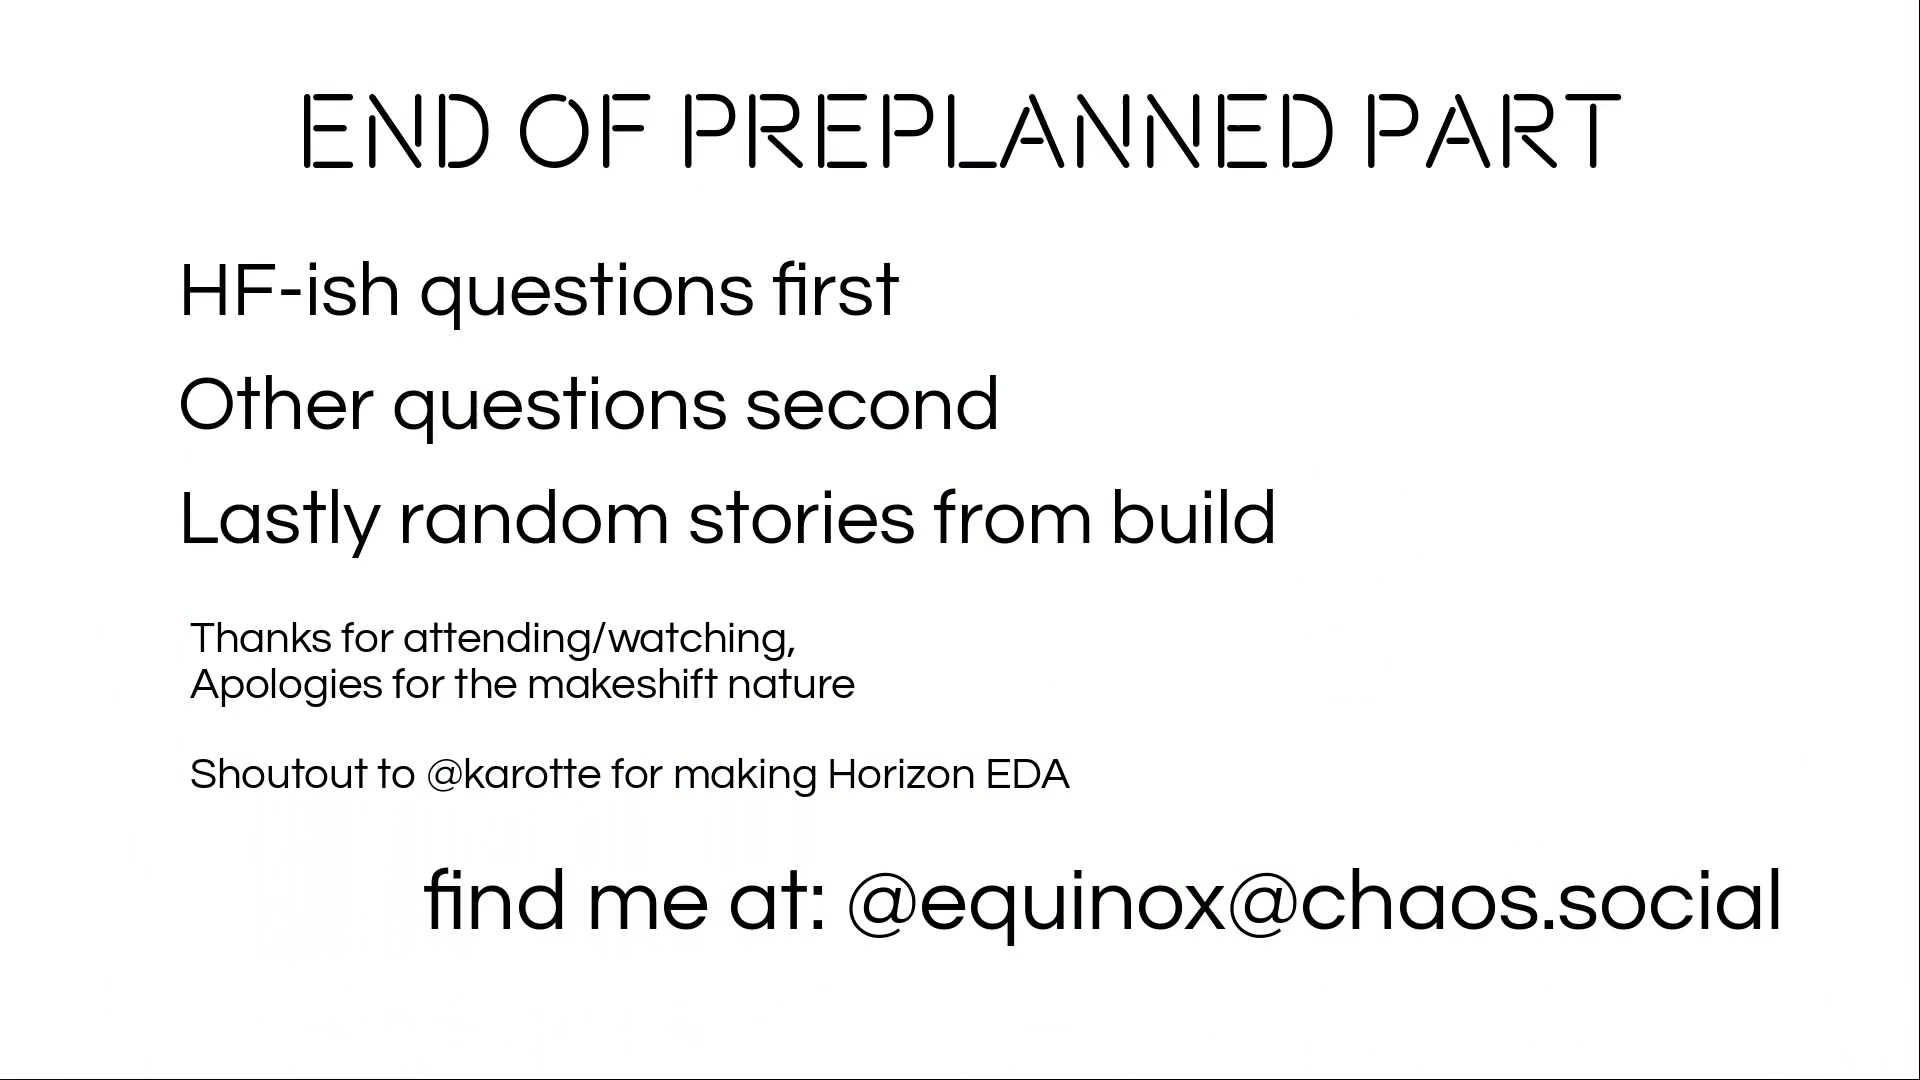 END OF PREPLANNED PART
HF-ish questions first
Other questions second
Lastly random stories from build
Thanks for attending/watching,
Apologies for the makeshift nature
Shoutout to @karotte for making Horizon EDA
find me at: @equinox@chaos.social